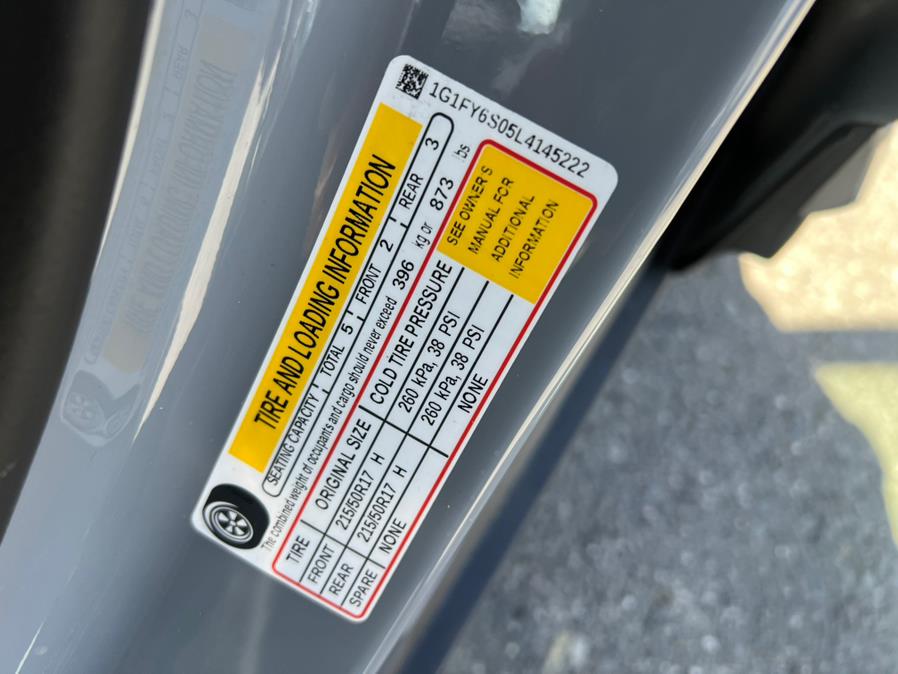 1G1FY6S05L4145222
TIRE AND LOADING INFORMATION
SEATING CAPACITY TOTAL 5 FRONT 2 REAR 3
The combined weight of occupants and cargo should never exceed 396 kg or 873 lbs
TIRE ORIGINAL SIZE COLD TIRE PRESSURE
FRONT 215/50R17 H 260 kPa, 38 PSI
REAR 215/50R17 H 260 kPa, 38 PSI
SPARE NONE NONE
SEE OWNER'S
MANUAL FOR
ADDITIONAL
INFORMATION